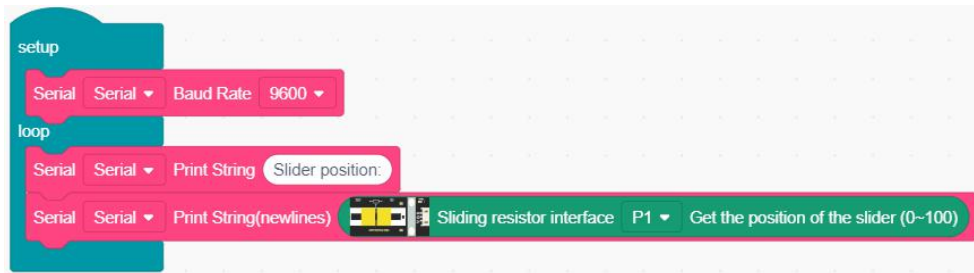 setup
Serial Serial Baud Rate 9600
loop
Serial Serial Print String Slider position:
Serial Serial Print String(newlines) Sliding resistor interface P1 Get the position of the slider (0~100)